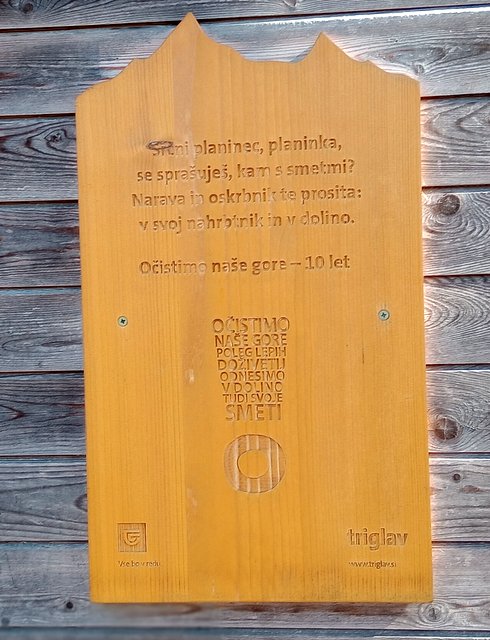 Srčni planinec, planinka,
se sprašuješ, kam s smetmi?
Narava in oskrbnik te prosita:
v svoj nahrbtnik in v dolino.
Očistimo naše gore – 10 let
OČISTIMO
NAŠE GORE
POLEG LEPIH
DOŽIVETIJ
ODNESIMO
V DOLINO
TUDI SVOJE
SMETI
triglav
Vse bo v redu.
www.triglav.si